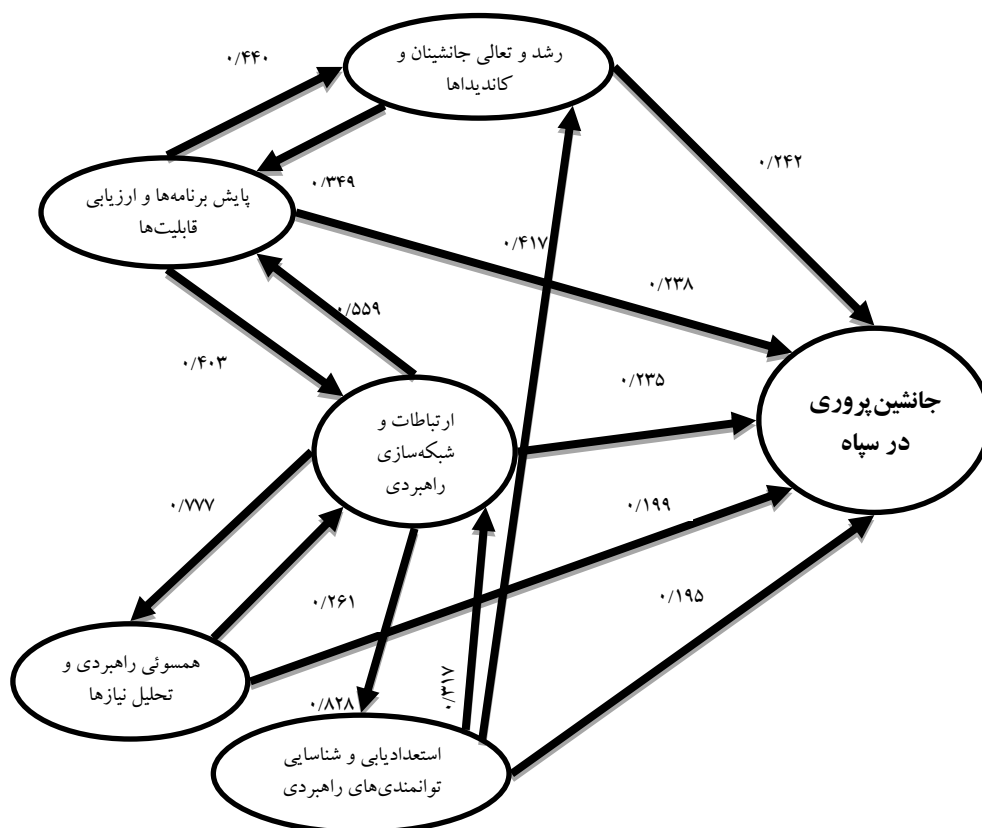 رشد و تعالی جانشینان و
کاندیداها
۰/۴۴۰
۰/۲۴۲
۰/۳۴۹
پایش برنامه‌ها و ارزیابی
قابلیت‌ها
۰/۴۱۷
۰/۲۳۸
۰/۵۵۹
۰/۴۰۳
۰/۲۳۵
جانشین‌پروری
در سپاه
ارتباطات و
شبکه‌سازی
راهبردی
۰/۷۷۷
۰/۱۹۹
۰/۲۶۱
۰/۱۹۵
همسوئی راهبردی و
تحلیل نیازها
۰/۳۱۷
۰/۸۲۸
استعدادیابی و شناسایی
توانمندی‌های راهبردی